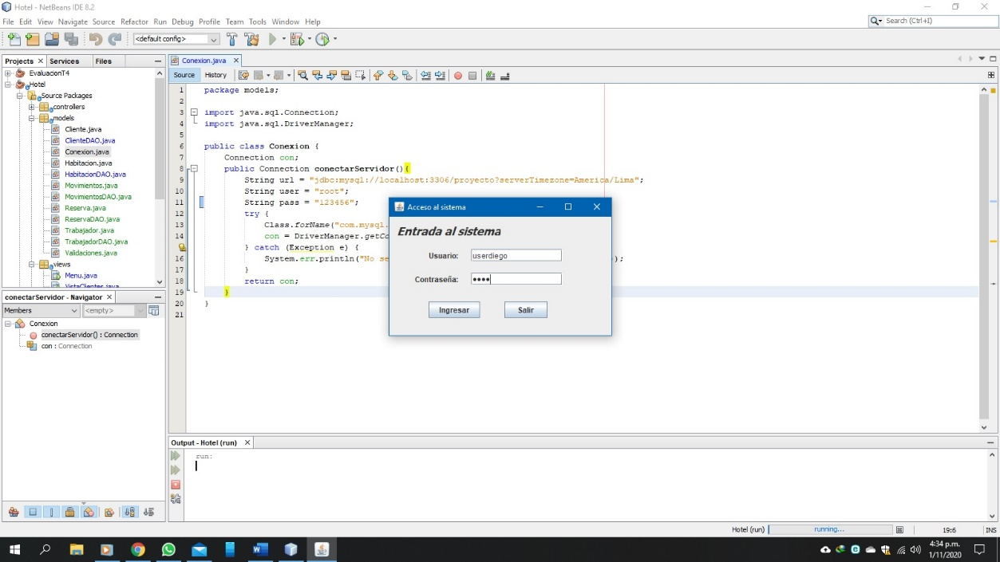 Hotel - NetBeans IDE 8.2
File Edit View Navigate Source Refactor Run Debug Profile Team Tools Window Help
Search (Ctrl+I)
<default config>
Projects Services Files
Conexion.java
Source History
EvaluacionT4
Hotel
Source Packages
controllers
models
Cliente.java
ClienteDAO.java
Conexion.java
Habitacion.java
HabitacionDAO.java
Movimientos.java
MovimientosDAO.java
Reserva.java
ReservaDAO.java
Trabajador.java
TrabajadorDAO.java
Validaciones.java
views
Menu.java
VistaClientes.java
1 package models;
2
3 import java.sql.Connection;
4 import java.sql.DriverManager;
5
6 public class Conexion {
7 Connection con;
8 public Connection conectarServidor(){
9 String url = "jdbc:mysql://localhost:3306/proyecto?serverTimezone=America/Lima";
10 String user = "root";
11 String pass = "123456";
12 try {
13 Class.forName("com.mysql.
14 con = DriverManager.getCo
} catch (Exception e) {
16 System.err.println("No se );
17 }
18 return con;
19 }
20 }
21
Acceso al sistema
Entrada al sistema
Usuario: userdiego
Contraseña: ••••
Ingresar Salir
conectarServidor - Navigator
Members <empty>
Conexion
conectarServidor() : Connection
con : Connection
Output - Hotel (run)
run:
Hotel (run) running... 19:6 INS
4:34 p.m.
1/11/2020